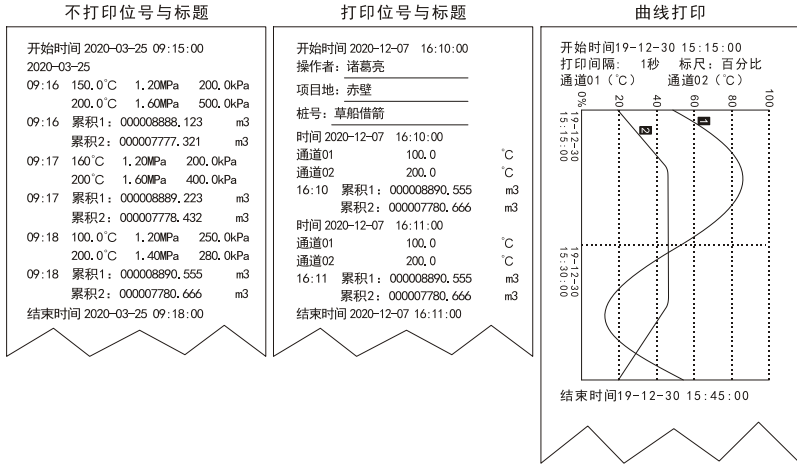 不打印位号与标题
开始时间 2020-03-25 09:15:00
2020-03-25
09:16 150.0°C 1.20MPa 200.0kPa
200.0°C 1.60MPa 500.0kPa
09:16 累积1: 000008888.123 m3
累积2: 000007777.321 m3
09:17 160°C 1.20MPa 200.0kPa
200°C 1.60MPa 400.0kPa
09:17 累积1: 000008889.223 m3
累积2: 000007778.432 m3
09:18 100.0°C 1.20MPa 250.0kPa
200.0°C 1.40MPa 280.0kPa
09:18 累积1: 000008890.555 m3
累积2: 000007780.666 m3
结束时间 2020-03-25 09:18:00
打印位号与标题
开始时间 2020-12-07 16:10:00
操作者: 诸葛亮
项目地: 赤壁
桩号: 草船借箭
时间 2020-12-07 16:10:00
通道01 100.0 °C
通道02 200.0 °C
16:10 累积1: 000008890.555 m3
累积2: 000007780.666 m3
时间 2020-12-07 16:11:00
通道01 100.0 °C
通道02 200.0 °C
16:11 累积1: 000008890.555 m3
累积2: 000007780.666 m3
结束时间 2020-12-07 16:11:00
曲线打印
开始时间19-12-30 15:15:00
打印间隔: 1秒 标尺: 百分比
通道01(°C) 通道02(°C)
0% 20 40 60 80 100
19-12-30
15:15:00
2
1
19-12-30
15:30:00
结束时间19-12-30 15:45:00